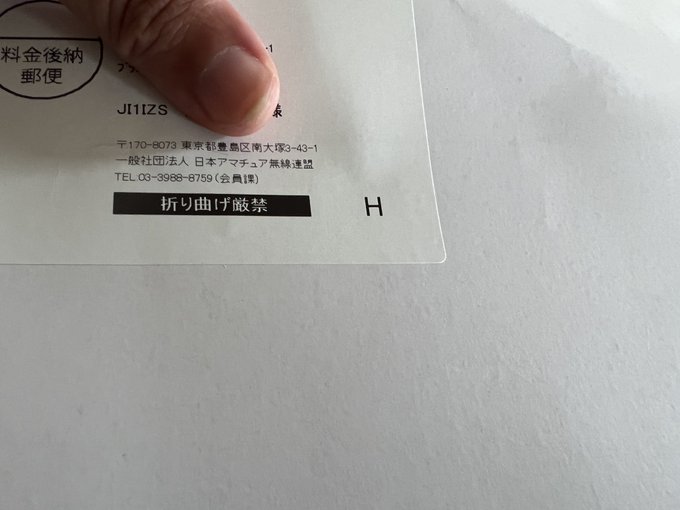 料金後納
郵便
-1
JI1IZS 様
〒170-8073 東京都豊島区南大塚3-43-1
一般社団法人 日本アマチュア無線連盟
TEL.03-3988-8759(会員課)
折り曲げ厳禁
H